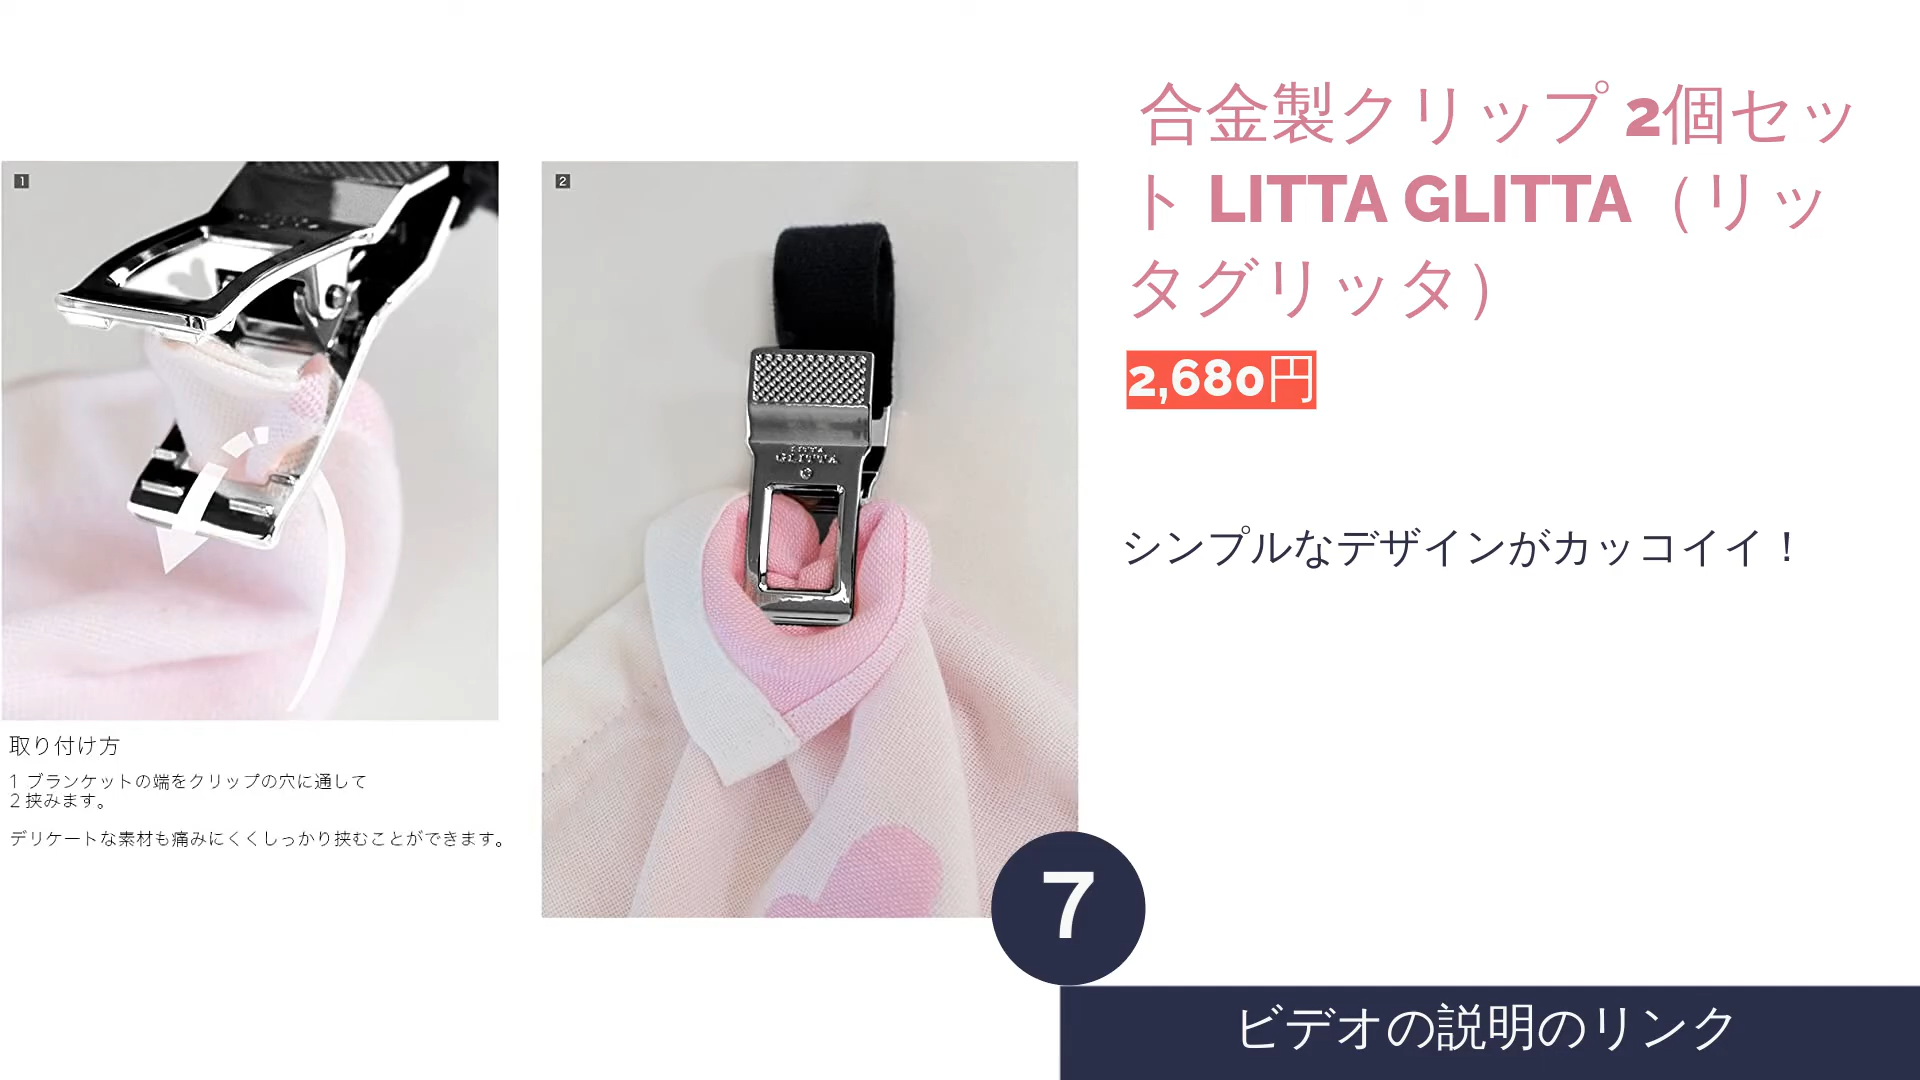 合金製クリップ 2個セッ
ト LITTA GLITTA（リッ
タグリッタ）
2,680円
シンプルなデザインがカッコイイ！
1
2
GLITTA
取り付け方
1 ブランケットの端をクリップの穴に通して
2 挟みます。
デリケートな素材も痛みにくくしっかり挟むことができます。
7
ビデオの説明のリンク